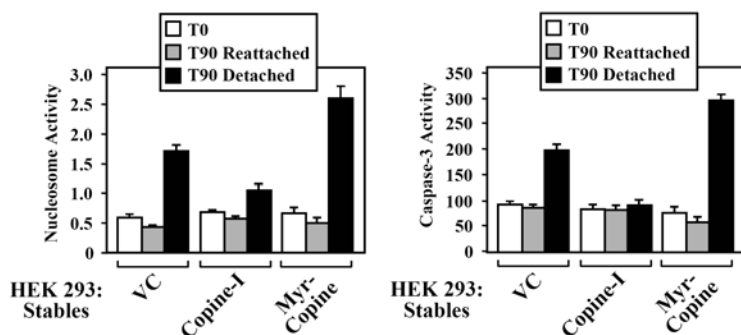 T0
T90 Reattached
T90 Detached
Nucleosome Activity
3.0
2.5
2.0
1.5
1.0
0.5
0
HEK 293:
Stables
VC
Copine-I
Myr-
Copine
T0
T90 Reattached
T90 Detached
Caspase-3 Activity
350
300
250
200
150
100
50
0
HEK 293:
Stables
VC
Copine-I
Myr-
Copine